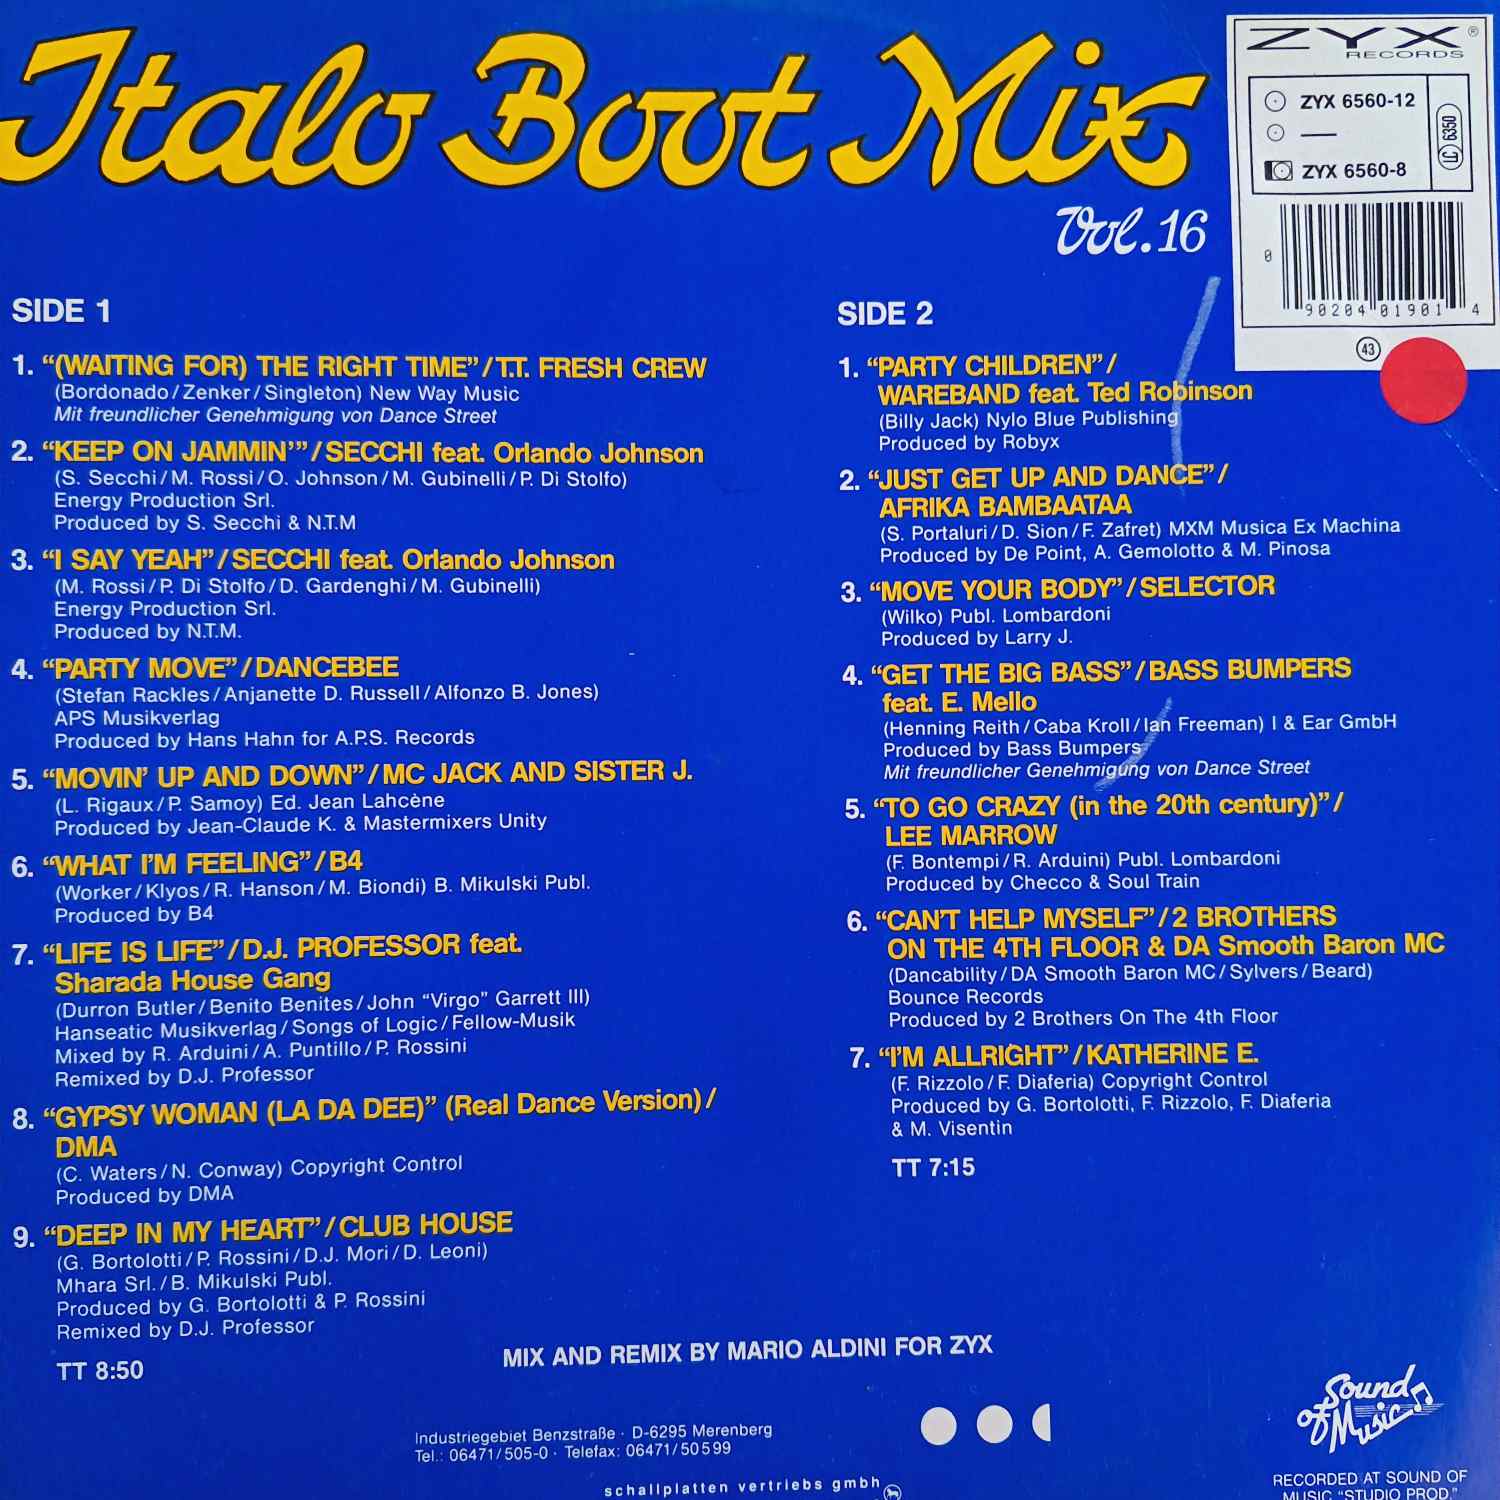 Italo Boot Mix
Vol.16
ZYX®
RECORDS
ZYX 6560-12
ZYX 6560-8
LC 6350
0 90204 01901 4
43
SIDE 1
1. “(WAITING FOR) THE RIGHT TIME”/T.T. FRESH CREW
(Bordonado/Zenker/Singleton) New Way Music
Mit freundlicher Genehmigung von Dance Street
2. “KEEP ON JAMMIN’”/SECCHI feat. Orlando Johnson
(S. Secchi/M. Rossi/O. Johnson/M. Gubinelli/P. Di Stolfo)
Energy Production Srl.
Produced by S. Secchi & N.T.M
3. “I SAY YEAH”/SECCHI feat. Orlando Johnson
(M. Rossi/P. Di Stolfo/D. Gardenghi/M. Gubinelli)
Energy Production Srl.
Produced by N.T.M.
4. “PARTY MOVE”/DANCEBEE
(Stefan Rackles/Anjanette D. Russell/Alfonzo B. Jones)
APS Musikverlag
Produced by Hans Hahn for A.P.S. Records
5. “MOVIN’ UP AND DOWN”/MC JACK AND SISTER J.
(L. Rigaux/P. Samoy) Ed. Jean Lahcène
Produced by Jean-Claude K. & Mastermixers Unity
6. “WHAT I’M FEELING”/B4
(Worker/Klyos/R. Hanson/M. Biondi) B. Mikulski Publ.
Produced by B4
7. “LIFE IS LIFE”/D.J. PROFESSOR feat.
Sharada House Gang
(Durron Butler/Benito Benites/John “Virgo” Garrett III)
Hanseatic Musikverlag/Songs of Logic/Fellow-Musik
Mixed by R. Arduini/A. Puntillo/P. Rossini
Remixed by D.J. Professor
8. “GYPSY WOMAN (LA DA DEE)” (Real Dance Version)/
DMA
(C. Waters/N. Conway) Copyright Control
Produced by DMA
9. “DEEP IN MY HEART”/CLUB HOUSE
(G. Bortolotti/P. Rossini/D.J. Mori/D. Leoni)
Mhara Srl./B. Mikulski Publ.
Produced by G. Bortolotti & P. Rossini
Remixed by D.J. Professor
TT 8:50
SIDE 2
1. “PARTY CHILDREN”/
WAREBAND feat. Ted Robinson
(Billy Jack) Nylo Blue Publishing
Produced by Robyx
2. “JUST GET UP AND DANCE”/
AFRIKA BAMBAATAA
(S. Portaluri/D. Sion/F. Zafret) MXM Musica Ex Machina
Produced by De Point, A. Gemolotto & M. Pinosa
3. “MOVE YOUR BODY”/SELECTOR
(Wilko) Publ. Lombardoni
Produced by Larry J.
4. “GET THE BIG BASS”/BASS BUMPERS
feat. E. Mello
(Henning Reith/Caba Kroll/Ian Freeman) I & Ear GmbH
Produced by Bass Bumpers
Mit freundlicher Genehmigung von Dance Street
5. “TO GO CRAZY (in the 20th century)”/
LEE MARROW
(F. Bontempi/R. Arduini) Publ. Lombardoni
Produced by Checco & Soul Train
6. “CAN’T HELP MYSELF”/2 BROTHERS
ON THE 4TH FLOOR & DA Smooth Baron MC
(Dancability/DA Smooth Baron MC/Sylvers/Beard)
Bounce Records
Produced by 2 Brothers On The 4th Floor
7. “I’M ALLRIGHT”/KATHERINE E.
(F. Rizzolo/F. Diaferia) Copyright Control
Produced by G. Bortolotti, F. Rizzolo, F. Diaferia
& M. Visentin
TT 7:15
MIX AND REMIX BY MARIO ALDINI FOR ZYX
Industriegebiet Benzstraße · D-6295 Merenberg
Tel.: 06471/505-0 · Telefax: 06471/50599
schallplatten vertriebs gmbh
Sound
of Music
RECORDED AT SOUND OF
MUSIC “STUDIO PROD.”